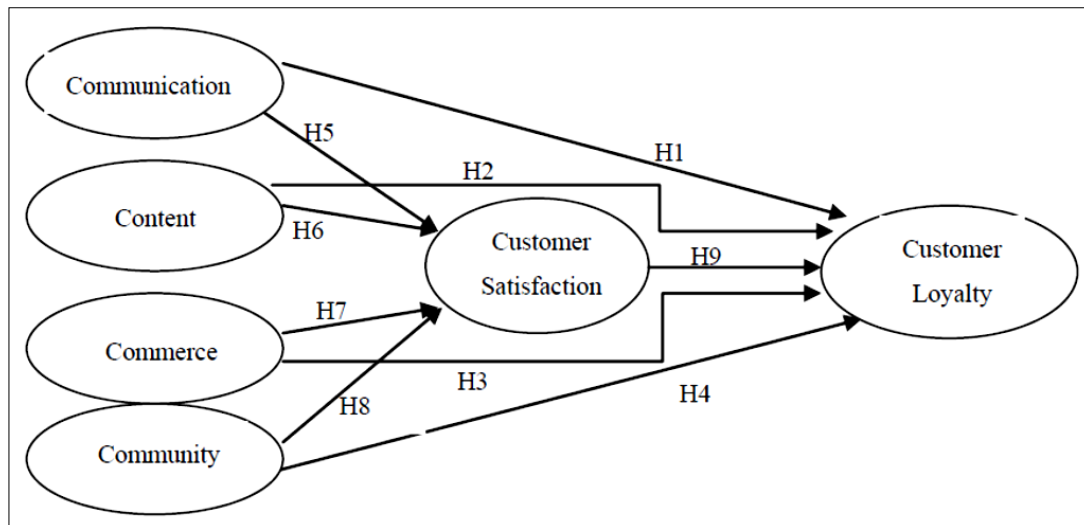 Communication
H5
H1
H2
Content
H6
Customer
Satisfaction
H9
Customer
Loyalty
H7
Commerce
H3
H8
H4
Community